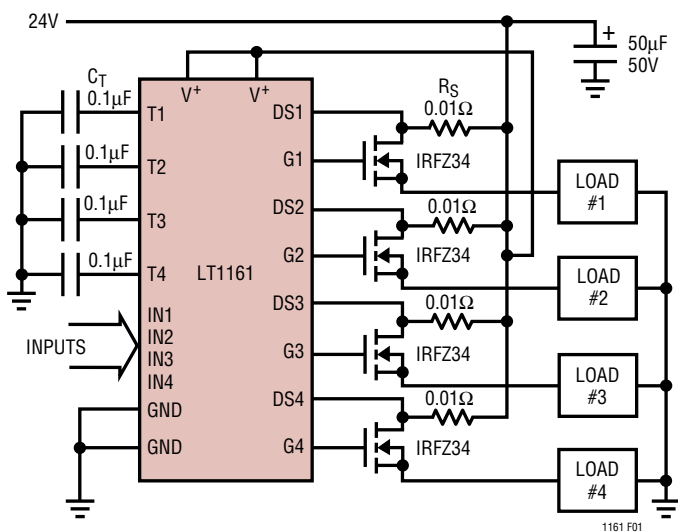 24V
+
50μF
50V
C_T
0.1μF
0.1μF
0.1μF
0.1μF
V+
V+
T1
T2
T3
T4
LT1161
INPUTS
IN1
IN2
IN3
IN4
GND
GND
DS1
G1
DS2
G2
DS3
G3
DS4
G4
R_S
0.01Ω
IRFZ34
0.01Ω
IRFZ34
0.01Ω
IRFZ34
0.01Ω
IRFZ34
LOAD
#1
LOAD
#2
LOAD
#3
LOAD
#4
1161 F01